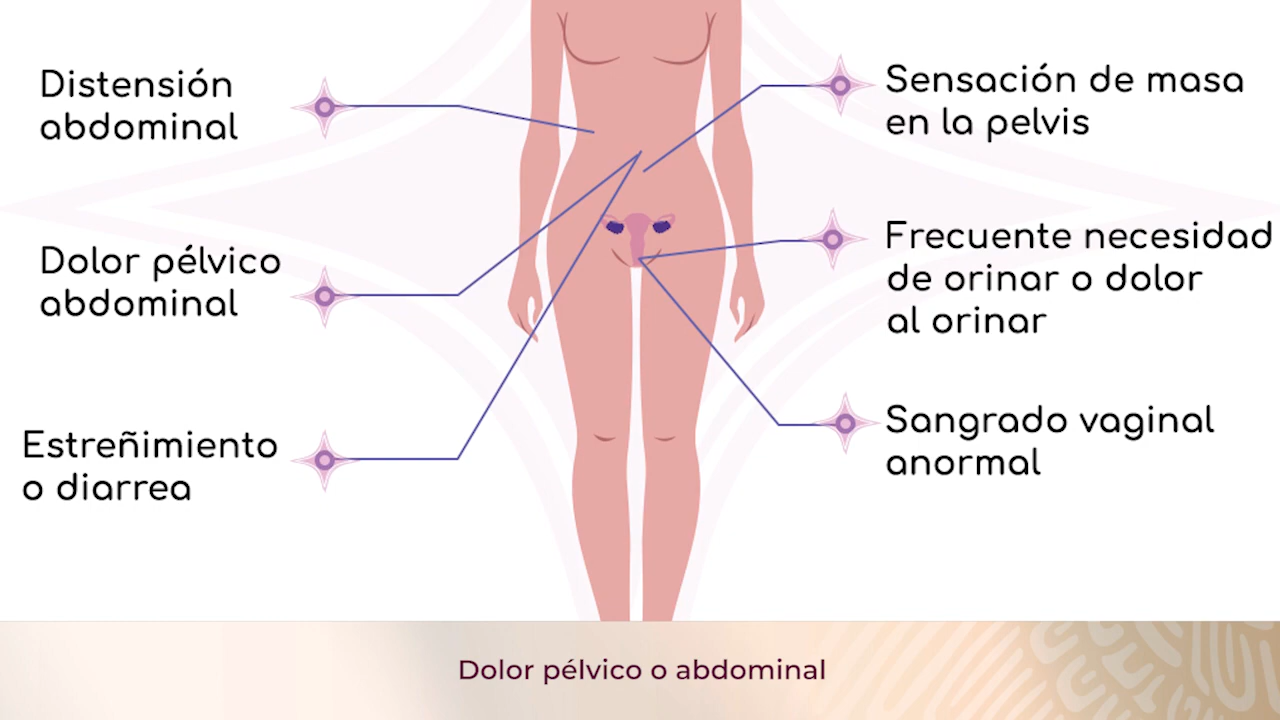 Distensión
abdominal
Dolor pélvico
abdominal
Estreñimiento
o diarrea
Sensación de masa
en la pelvis
Frecuente necesidad
de orinar o dolor
al orinar
Sangrado vaginal
anormal
Dolor pélvico o abdominal